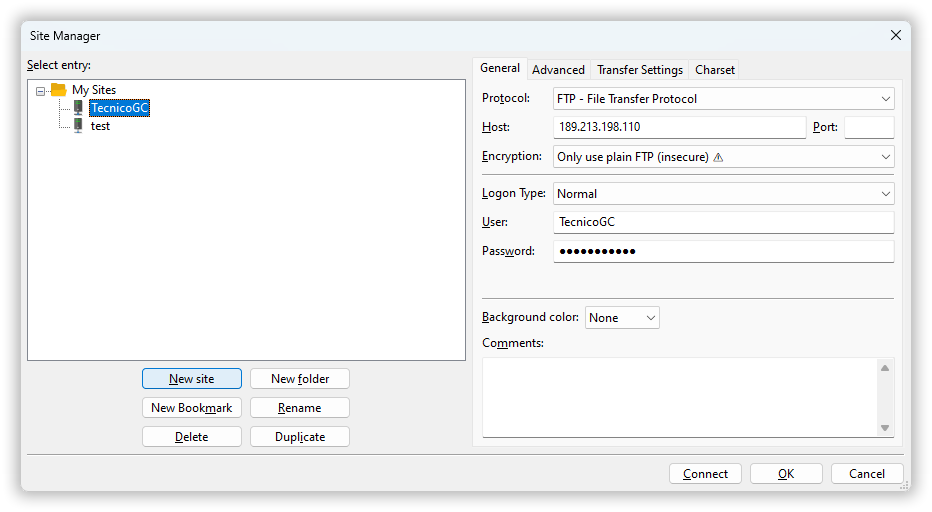 Site Manager
Select entry:
My Sites
TecnicoGC
test
New site
New folder
New Bookmark
Rename
Delete
Duplicate
General
Advanced
Transfer Settings
Charset
Protocol:
FTP - File Transfer Protocol
Host:
189.213.198.110
Port:
Encryption:
Only use plain FTP (insecure)
Logon Type:
Normal
User:
TecnicoGC
Password:
●●●●●●●●●●●
Background color:
None
Comments:
Connect
OK
Cancel